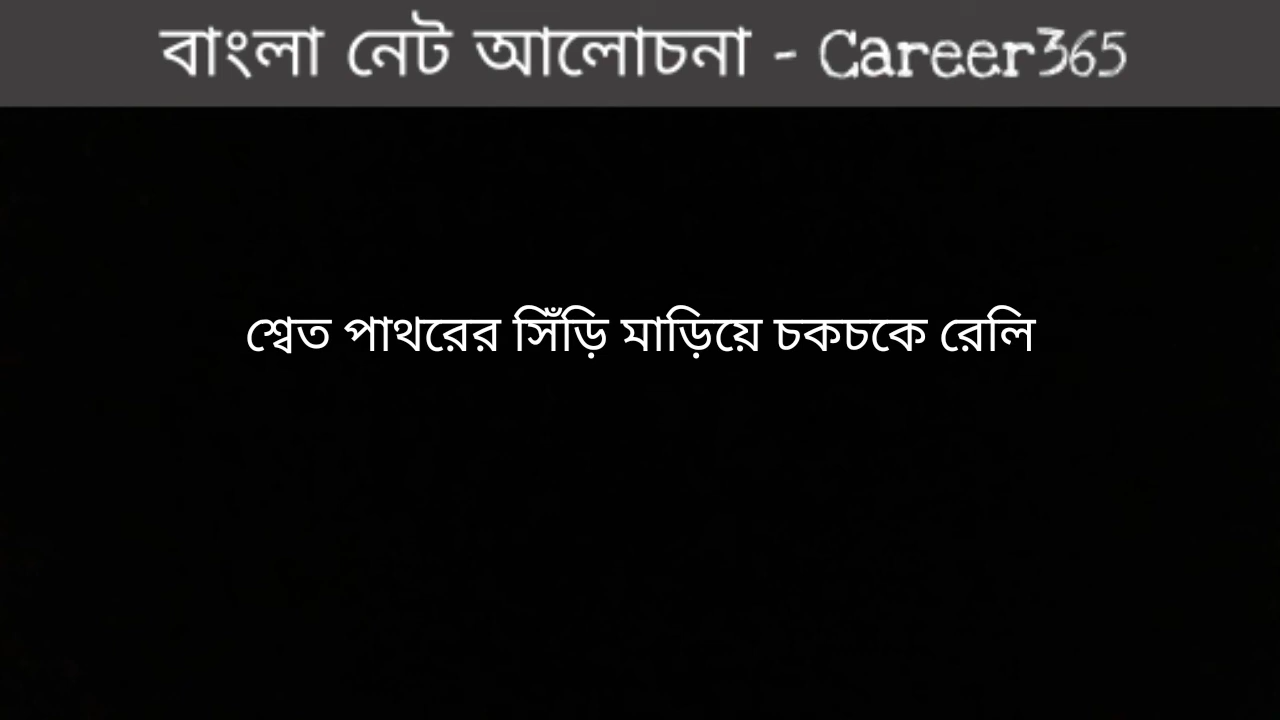 বাংলা নেট আলোচনা - Career365
শ্বেত পাথরের সিঁড়ি মাড়িয়ে চকচকে রেলি